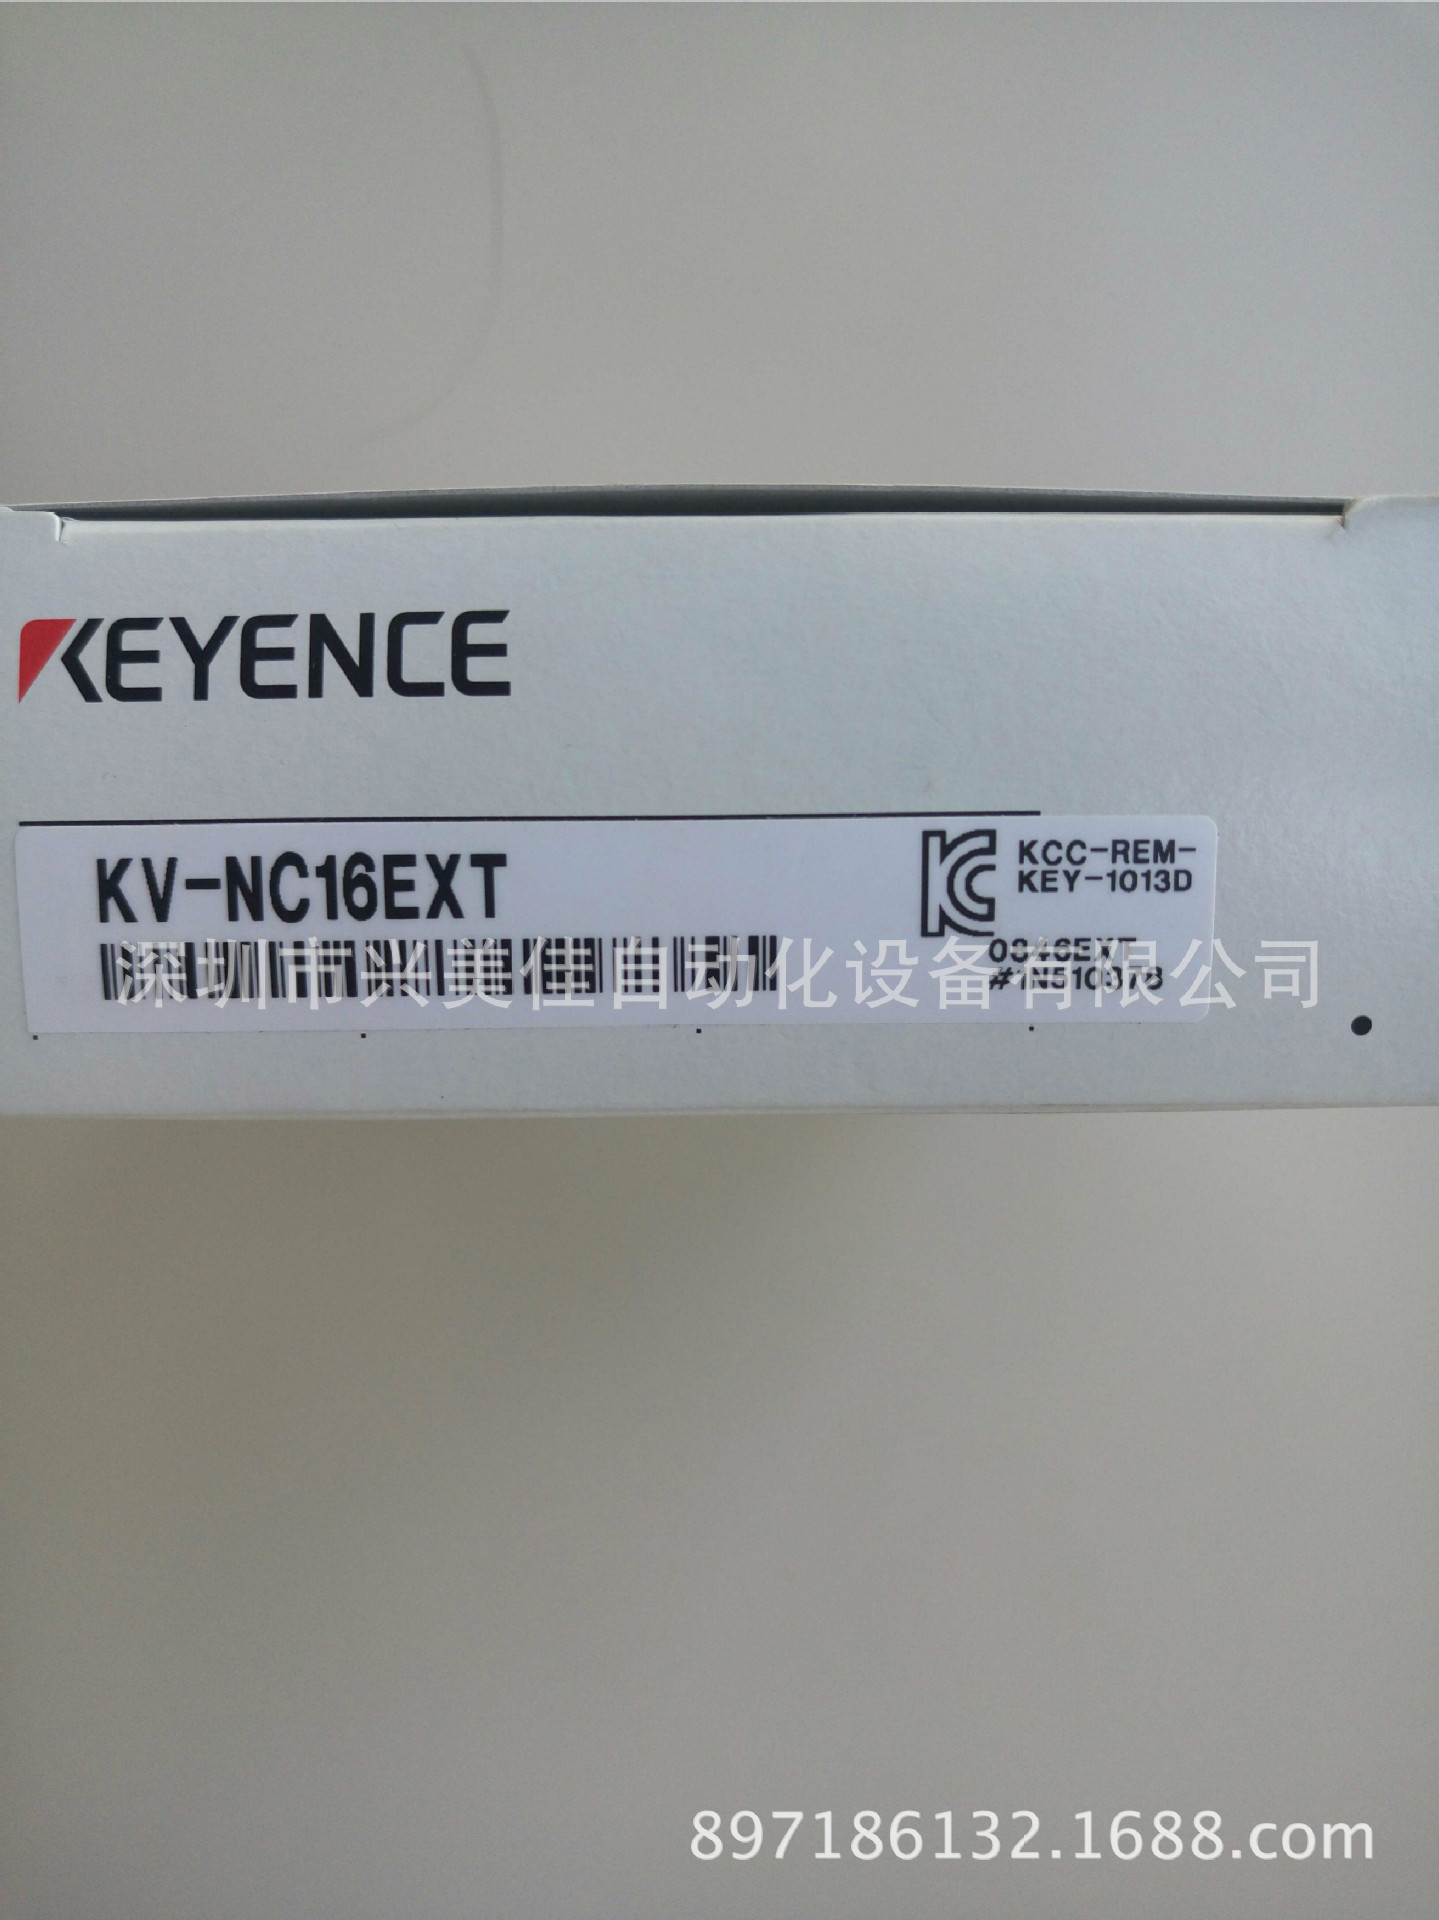 KEYENCE
KV-NC16EXT
KCC-REM-
KEY-1013D
深圳市兴美佳自动化设备有限公司
897186132.1688.com